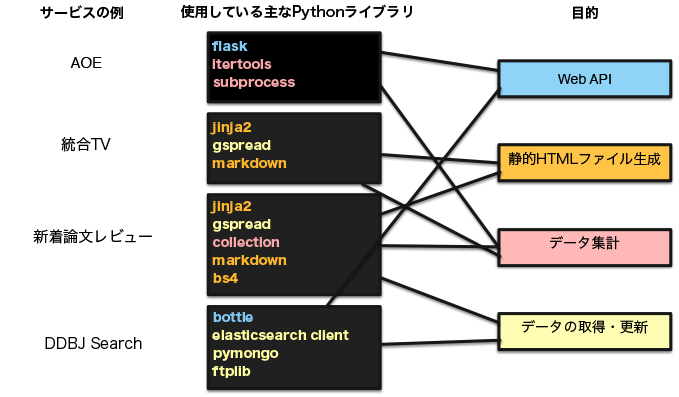 サービスの例
使用している主なPythonライブラリ
目的
AOE
flask
itertools
subprocess
Web API
統合TV
jinja2
gspread
markdown
静的HTMLファイル生成
新着論文レビュー
jinja2
gspread
collection
markdown
bs4
データ集計
DDBJ Search
bottle
elasticsearch client
pymongo
ftplib
データの取得・更新